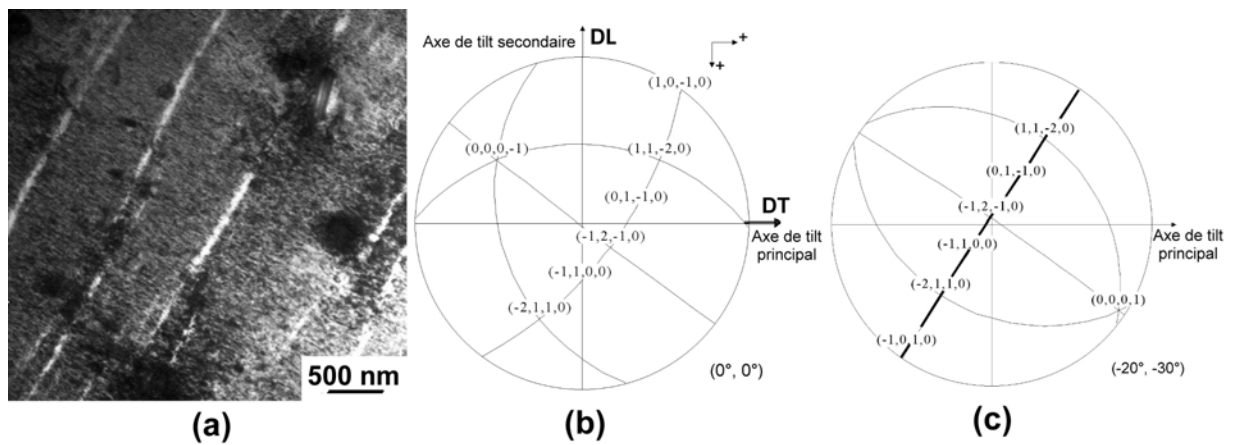 500 nm
(a)
Axe de tilt secondaire
DL
+
+
(1,0,-1,0)
(0,0,0,-1)
(1,1,-2,0)
(0,1,-1,0)
DT
Axe de tilt
principal
(-1,2,-1,0)
(-1,1,0,0)
(-2,1,1,0)
(0°, 0°)
(b)
(1,1,-2,0)
(0,1,-1,0)
(-1,2,-1,0)
Axe de tilt
principal
(-1,1,0,0)
(-2,1,1,0)
(0,0,0,1)
(-1,0,1,0)
(-20°, -30°)
(c)